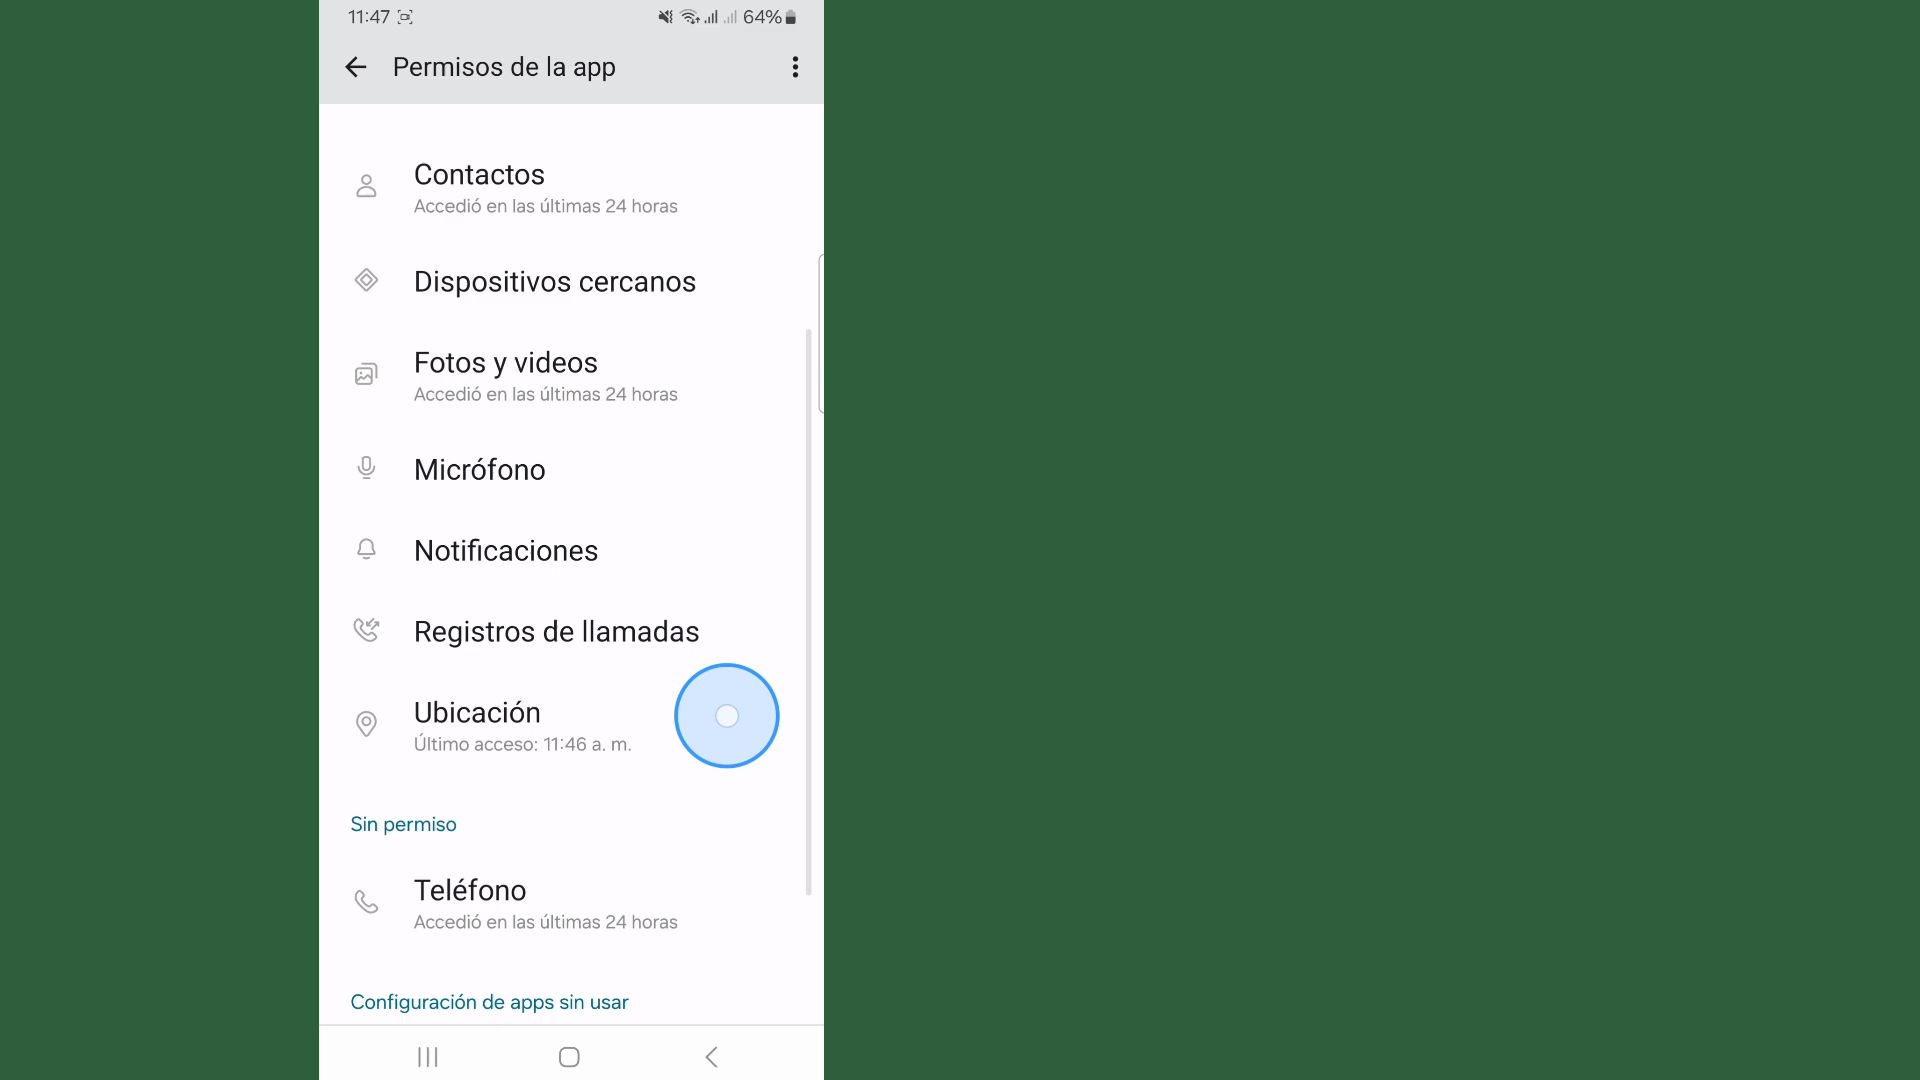 11:47
64%
Permisos de la app
Contactos
Accedió en las últimas 24 horas
Dispositivos cercanos
Fotos y videos
Accedió en las últimas 24 horas
Micrófono
Notificaciones
Registros de llamadas
Ubicación
Último acceso: 11:46 a. m.
Sin permiso
Teléfono
Accedió en las últimas 24 horas
Configuración de apps sin usar